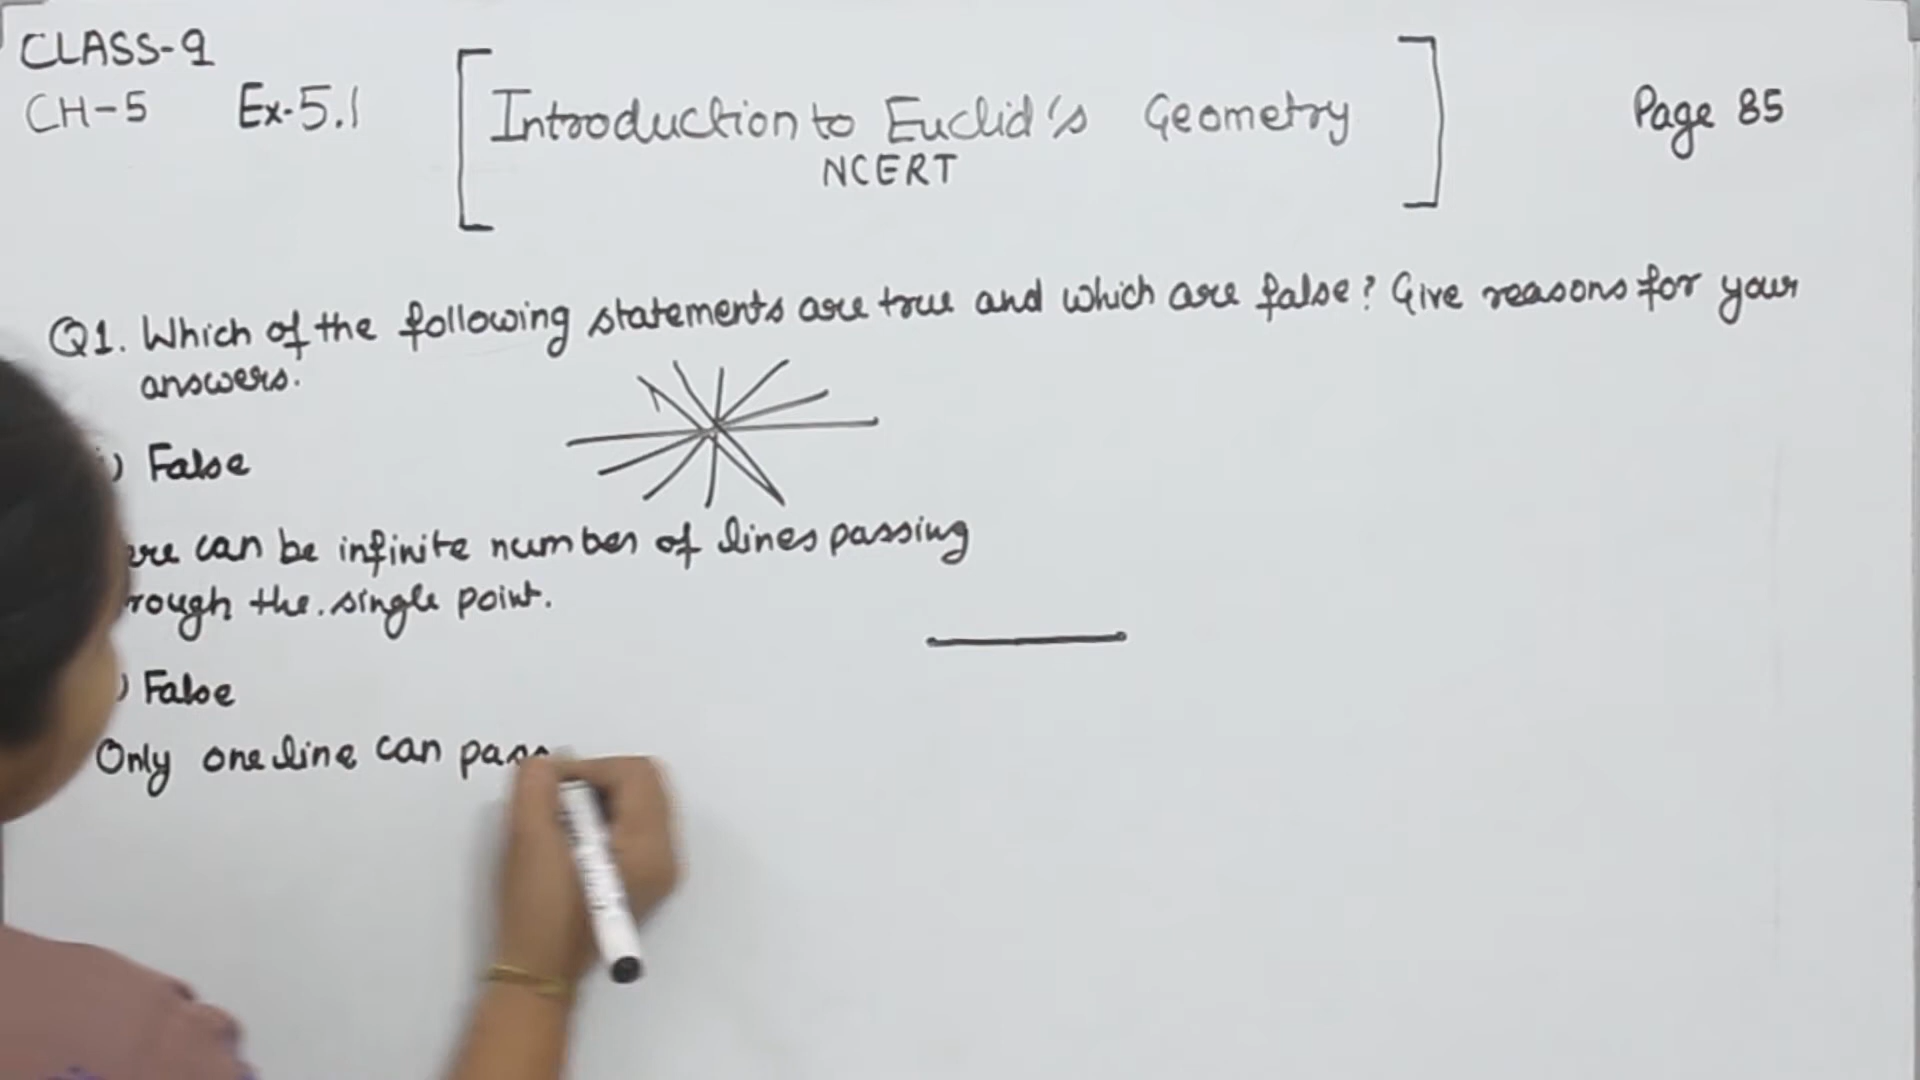 CLASS-9
CH-5 Ex-5.1
Introduction to Euclid's Geometry
NCERT
Page 85
Q1. Which of the following statements are true and which are false? Give reasons for your
answers.
) False
can be infinite number of lines passing
the single point.
) False
Only one line can